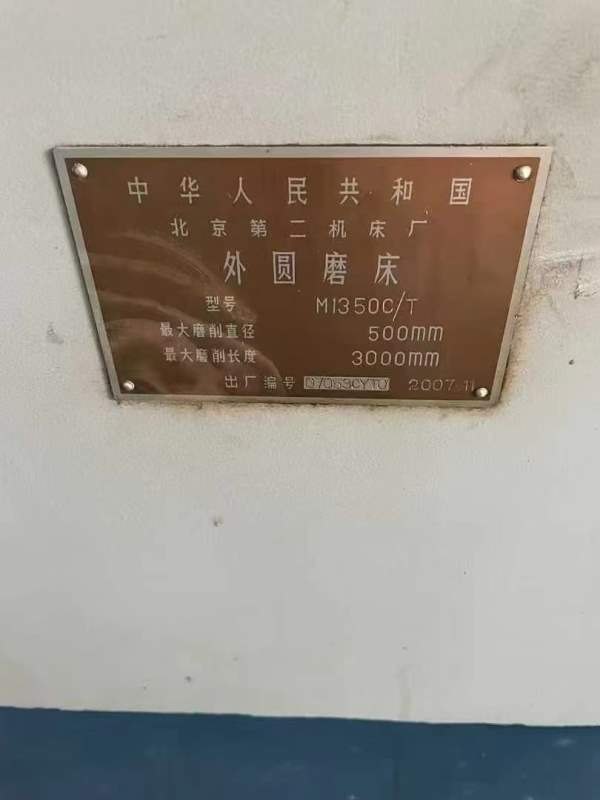 中华人民共和国
北京第二机床厂
外圆磨床
型号 M1350C/T
最大磨削直径 500mm
最大磨削长度 3000mm
出厂编号 2007.11